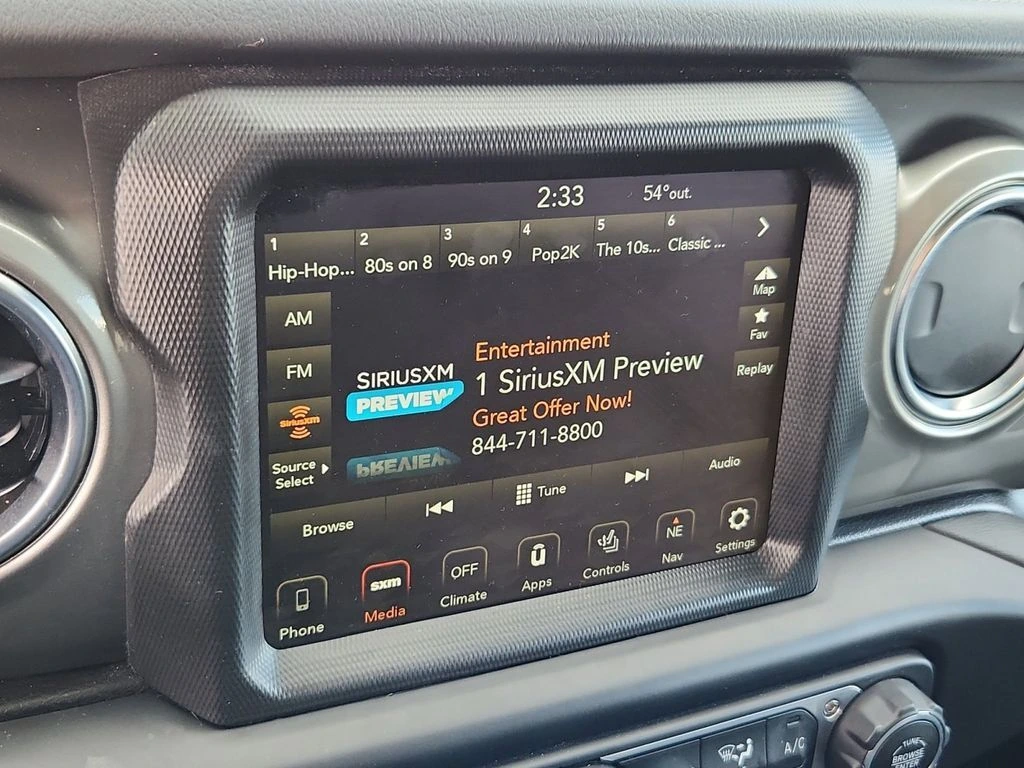 2:33 54°out.
1 2 3 4 5 6
Hip-Hop... 80s on 8 90s on 9 Pop2K The 10s... Classic ...
AM
FM
SiriusXM
Source
Select
SIRIUSXM
PREVIEW
PREVIEW
Entertainment
1 SiriusXM Preview
Great Offer Now!
844-711-8800
Map
Fav
Replay
Browse Tune Audio
OFF NE
sxm
Phone Media Climate Apps Controls Nav Settings
A/C
TUNE
BROWSE
ENTER